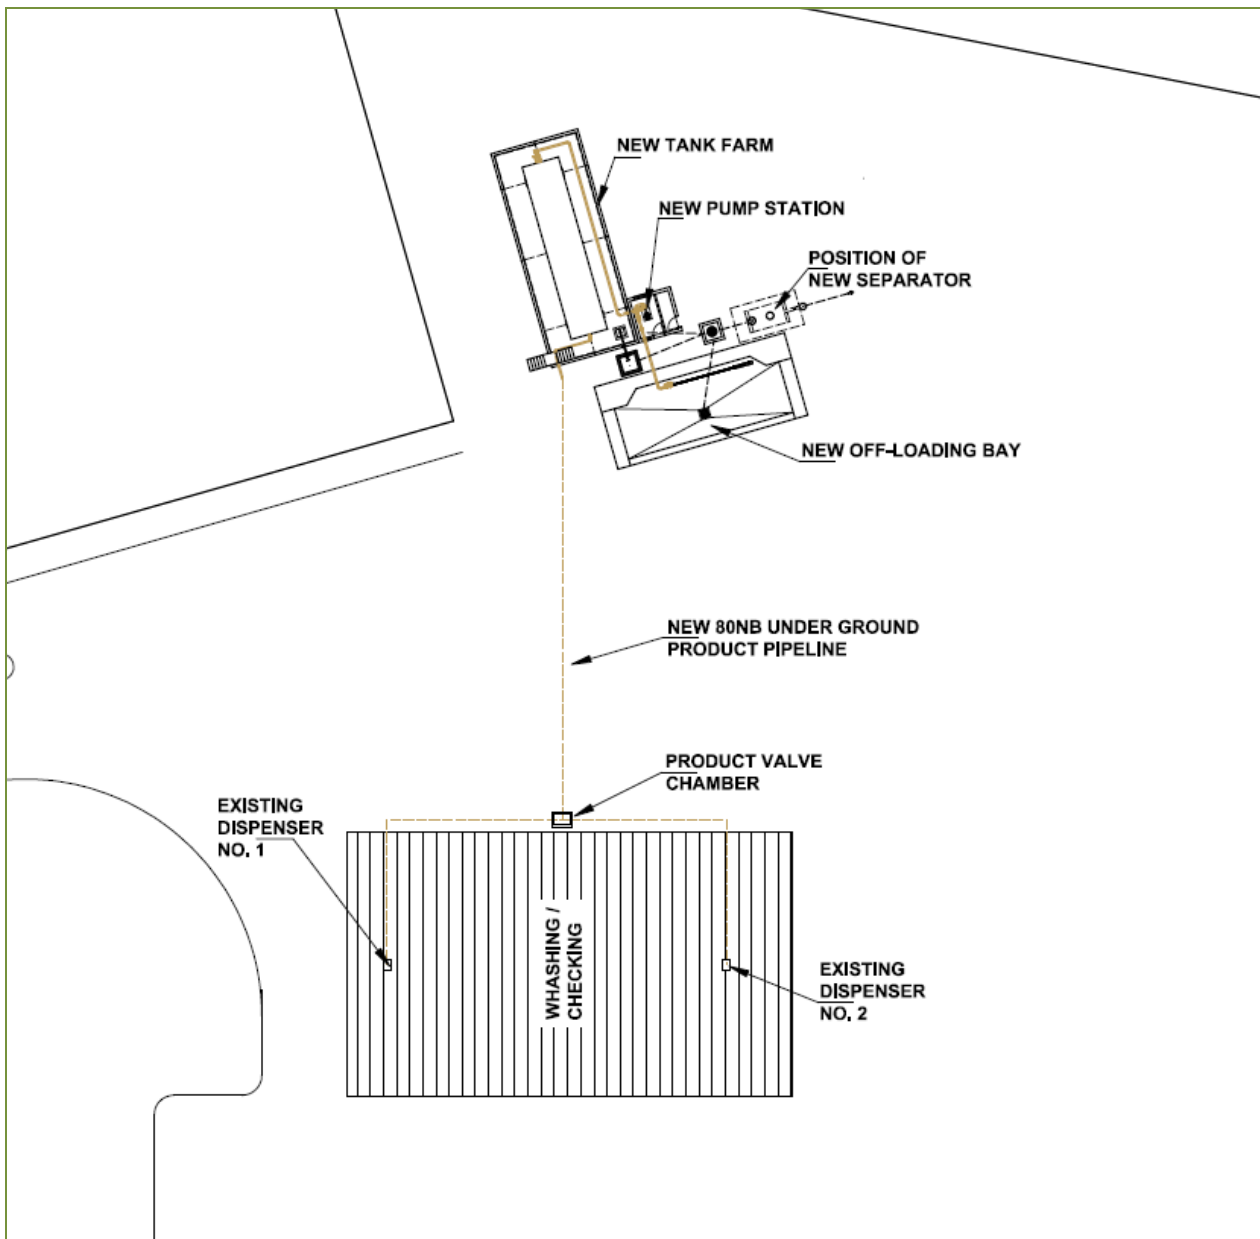 NEW TANK FARM
NEW PUMP STATION
POSITION OF
NEW SEPARATOR
NEW OFF-LOADING BAY
NEW 80NB UNDER GROUND
PRODUCT PIPELINE
PRODUCT VALVE
CHAMBER
EXISTING
DISPENSER
NO. 1
WHASHING /
CHECKING
EXISTING
DISPENSER
NO. 2